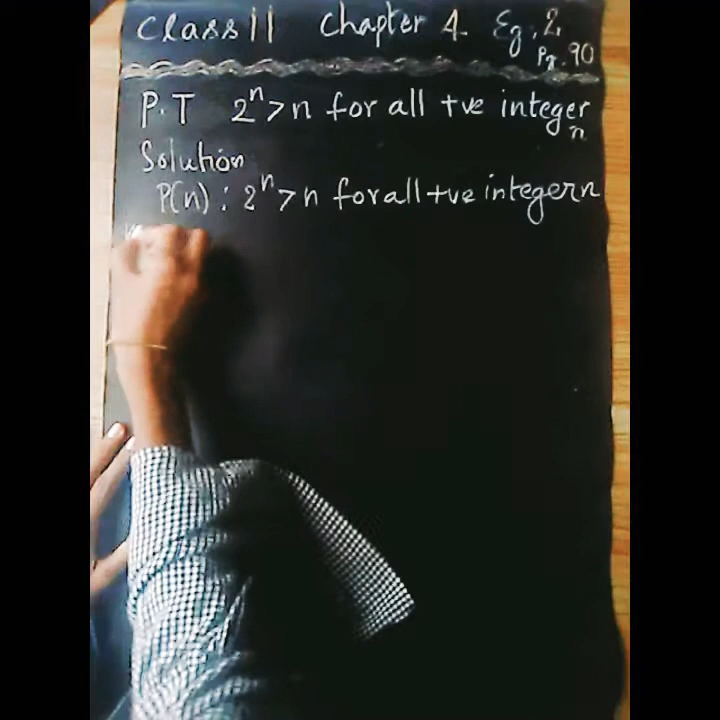 Class 11 Chapter 4 Eg. 2,
Pg. 90
P.T 2ⁿ > n for all +ve integer
n
Solution
P(n) : 2ⁿ > n for all +ve integer n